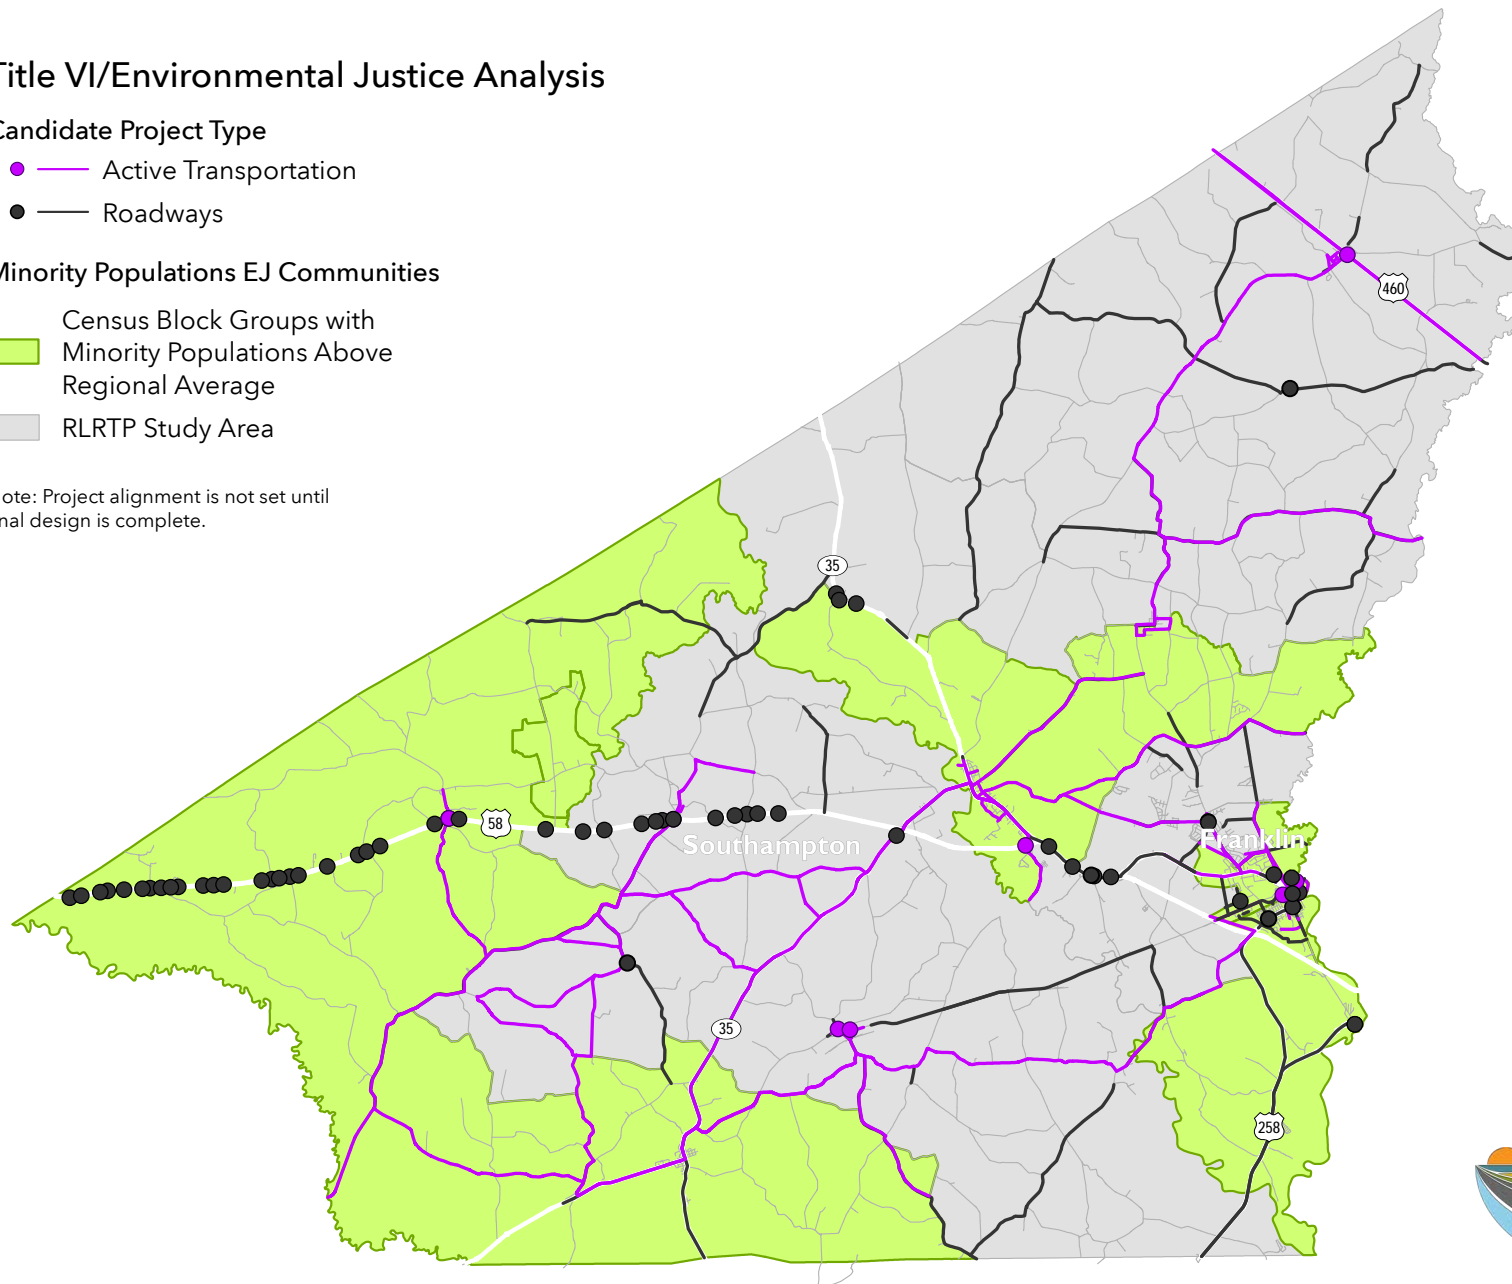 Title VI/Environmental Justice Analysis
Candidate Project Type
Active Transportation
Roadways
Minority Populations EJ Communities
Census Block Groups with
Minority Populations Above
Regional Average
RLRTP Study Area
ote: Project alignment is not set until
nal design is complete.
460
35
58
Southampton
Franklin
35
258